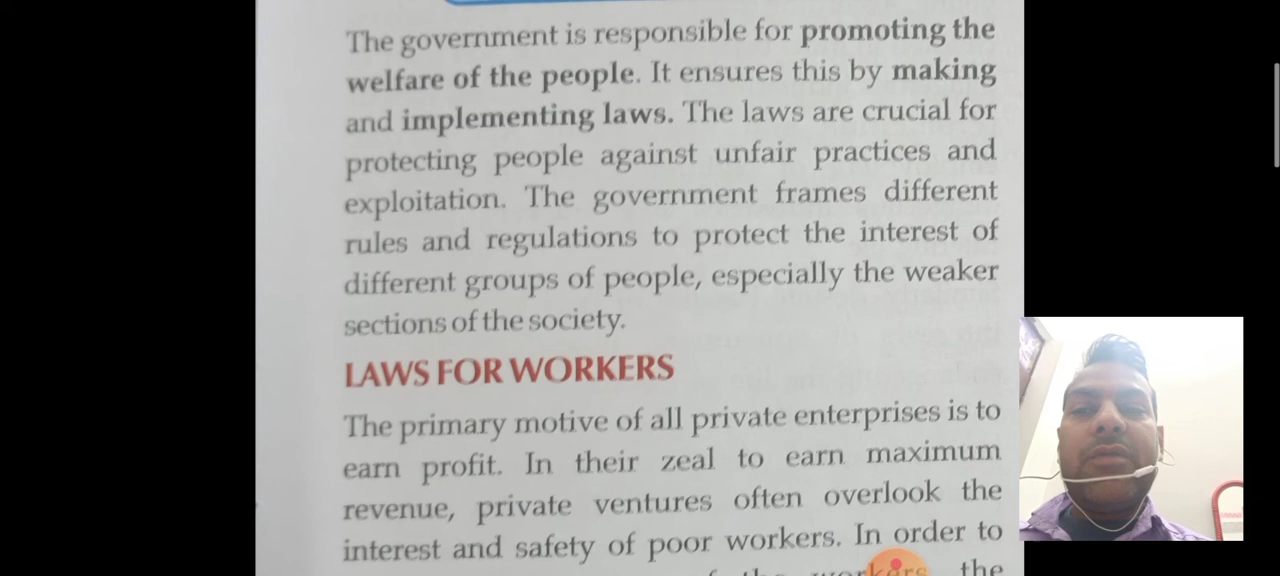 The government is responsible for promoting the
welfare of the people. It ensures this by making
and implementing laws. The laws are crucial for
protecting people against unfair practices and
exploitation. The government frames different
rules and regulations to protect the interest of
different groups of people, especially the weaker
sections of the society.
LAWS FOR WORKERS
The primary motive of all private enterprises is to
earn profit. In their zeal to earn maximum
revenue, private ventures often overlook the
interest and safety of poor workers. In order to
the